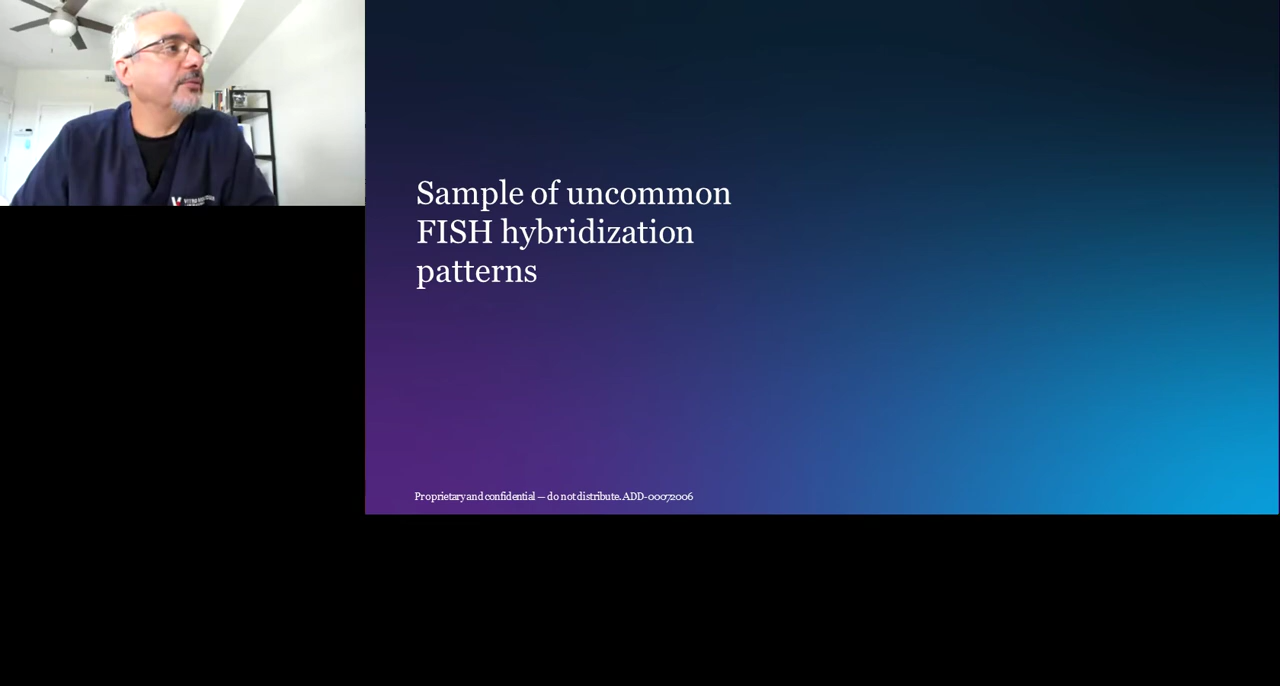 Sample of uncommon
FISH hybridization
patterns
Proprietary and confidential — do not distribute. ADD-00072006